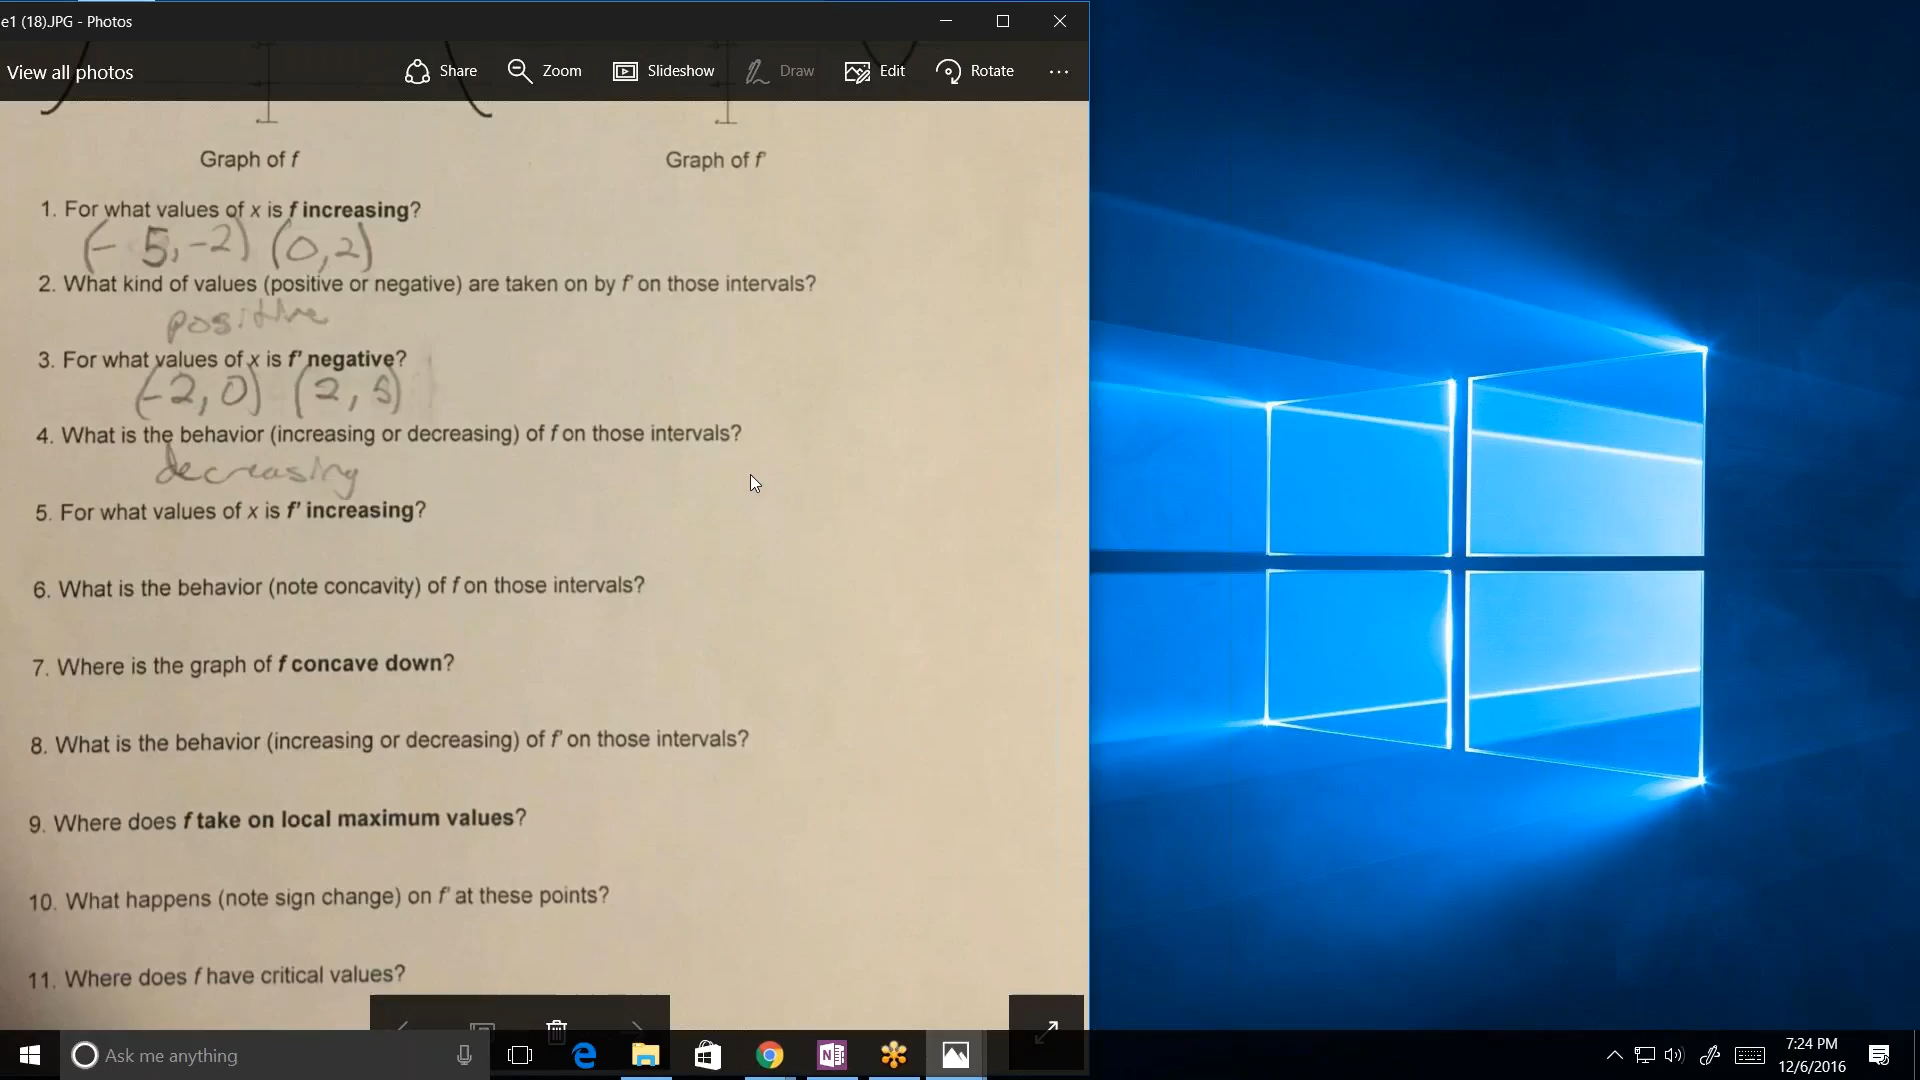 e1 (18).JPG - Photos
View all photos
Share
Zoom
Slideshow
Draw
Edit
Rotate
Graph of f
Graph of f'
1. For what values of x is f increasing?
(- 5, -2) (0,2)
2. What kind of values (positive or negative) are taken on by f' on those intervals?
positive
3. For what values of x is f' negative?
(-2, 0) (2, 5)
4. What is the behavior (increasing or decreasing) of f on those intervals?
decreasing
5. For what values of x is f' increasing?
6. What is the behavior (note concavity) of f on those intervals?
7. Where is the graph of f concave down?
8. What is the behavior (increasing or decreasing) of f' on those intervals?
9. Where does f take on local maximum values?
10. What happens (note sign change) on f' at these points?
11. Where does f have critical values?
Ask me anything
7:24 PM
12/6/2016